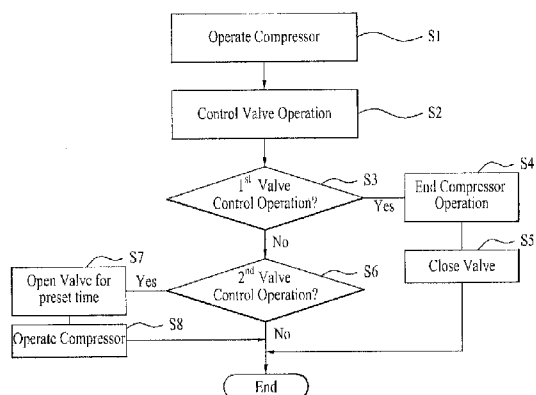 Operate Compressor
S1
Control Valve Operation
S2
1st Valve
Control Operation?
S3
Yes
No
End Compressor
Operation
S4
Close Valve
S5
2nd Valve
Control Operation?
S6
Yes
No
Open Valve for
preset time
S7
Operate Compressor
S8
End